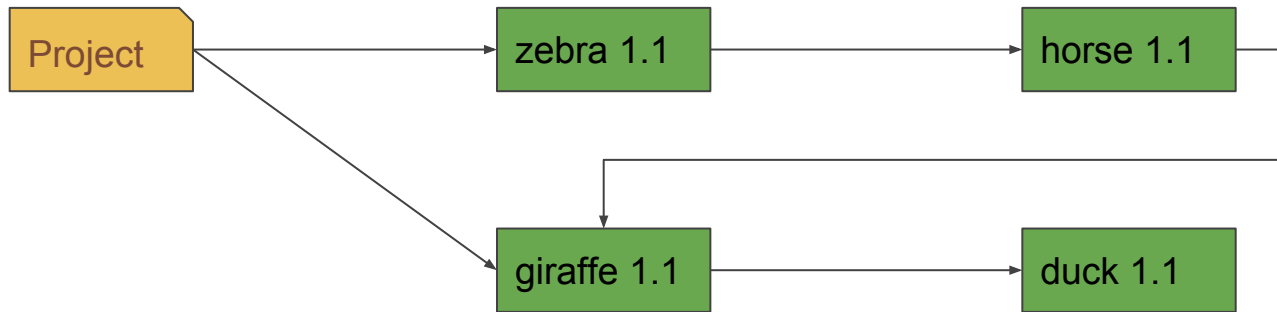 Project
zebra 1.1
horse 1.1
giraffe 1.1
duck 1.1